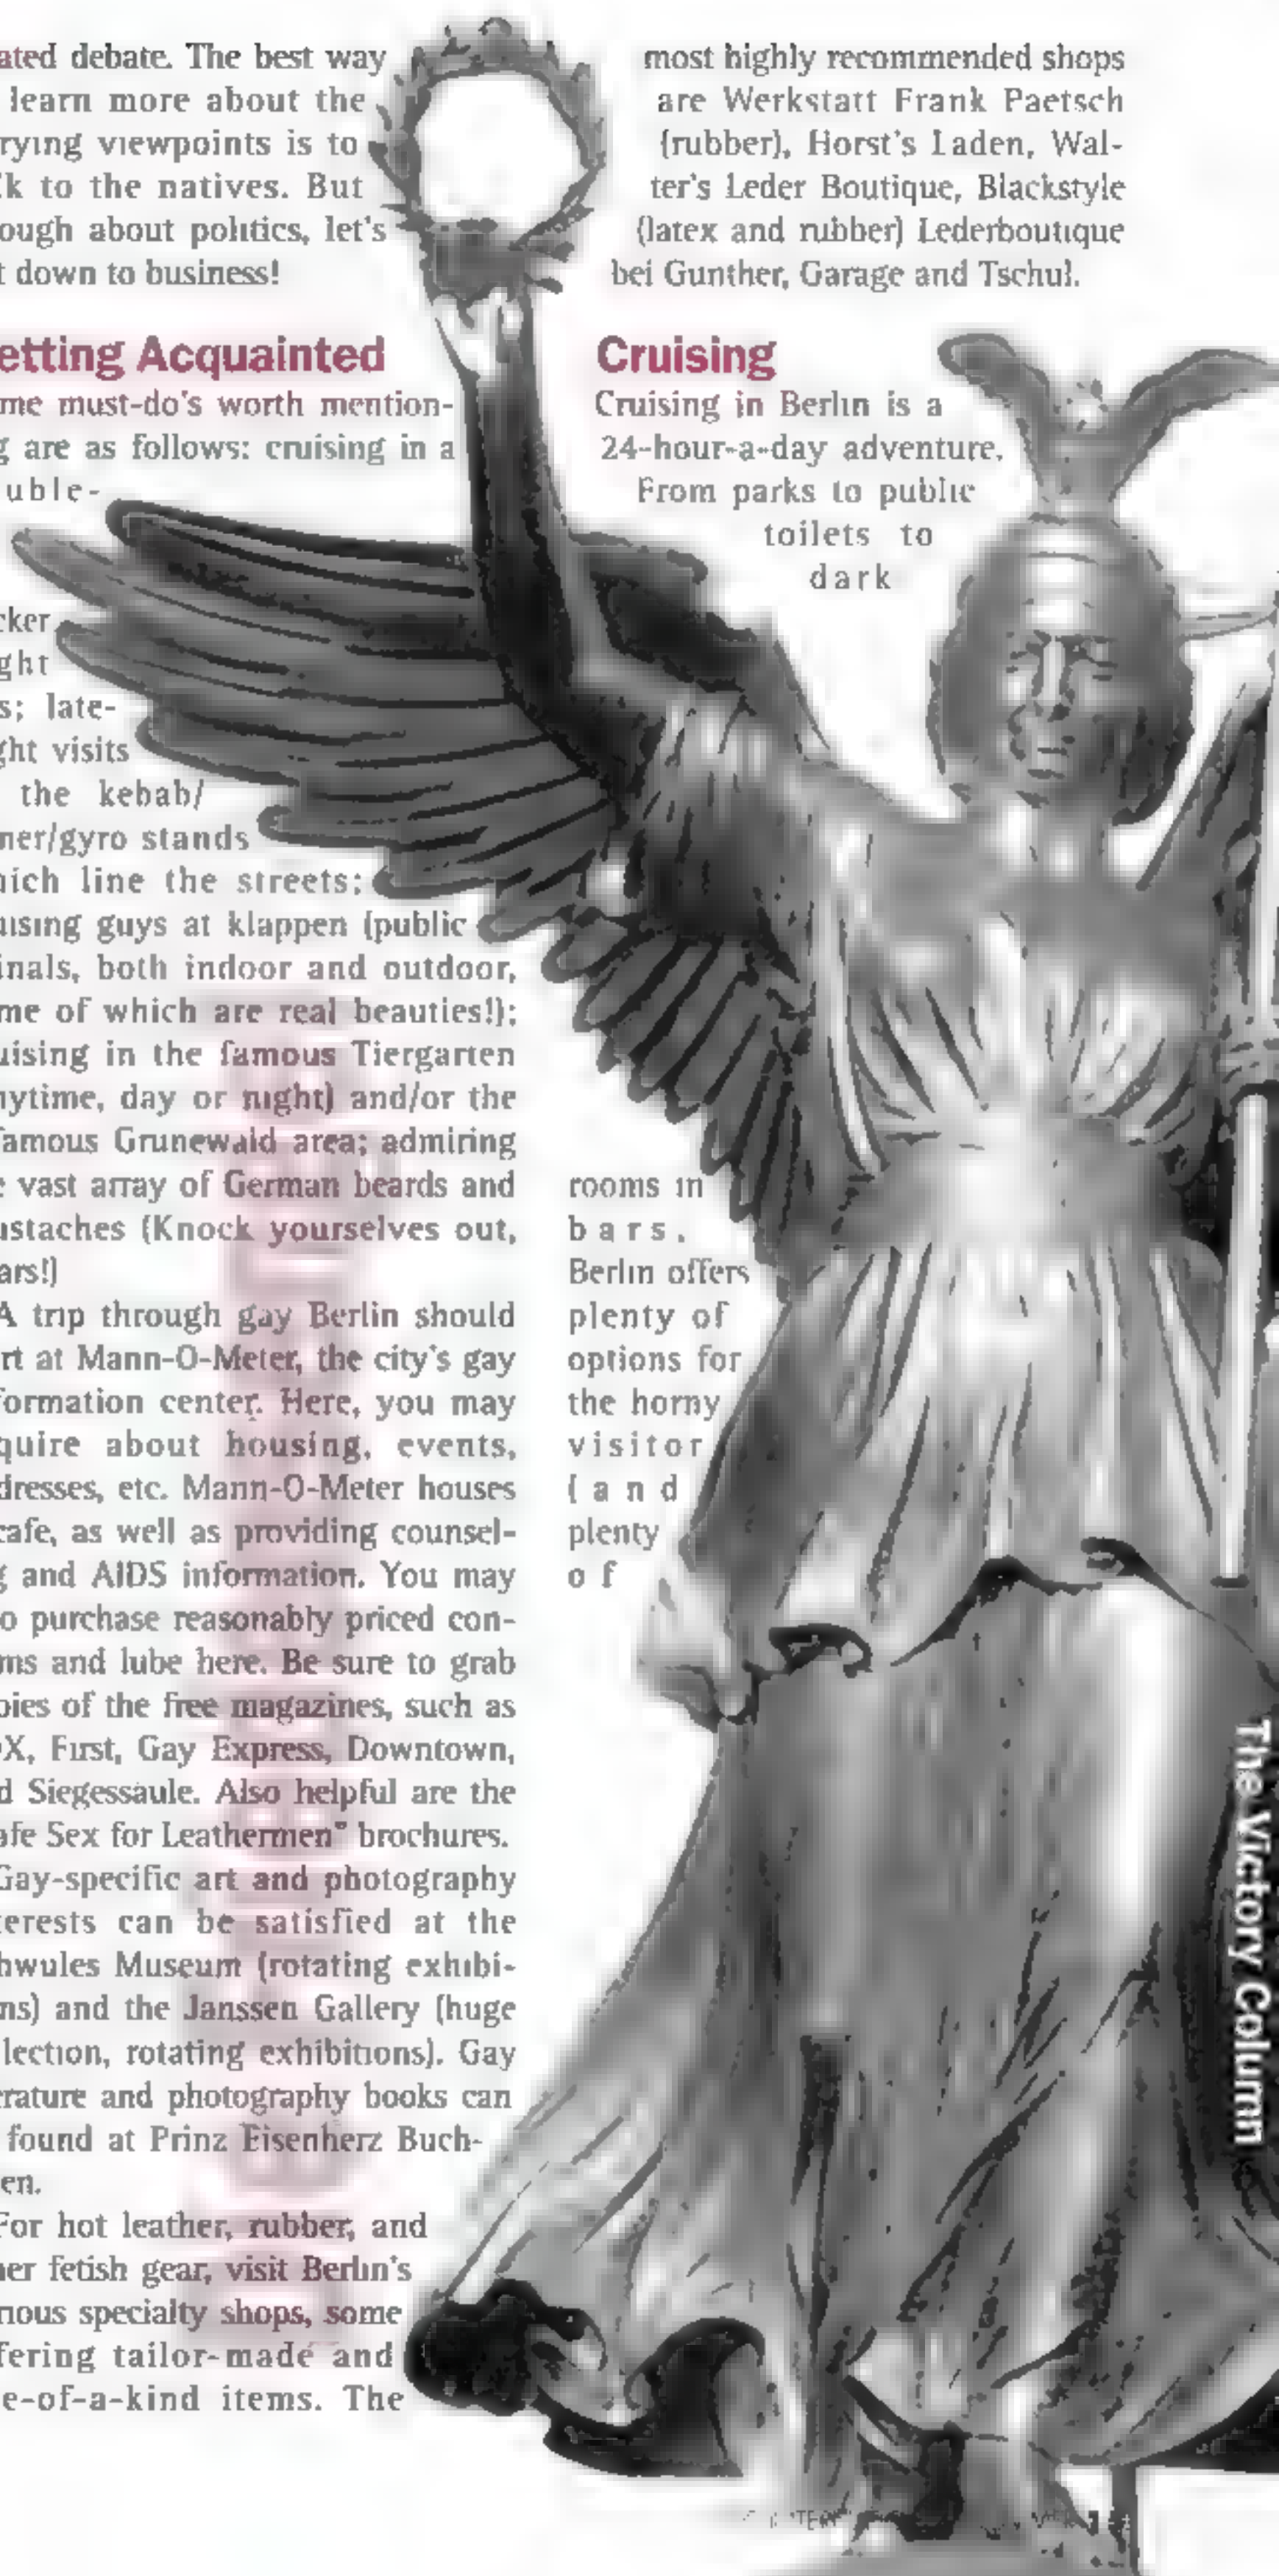 ated debate. The best way
learn more about the
rying viewpoints is to
k to the natives. But
ough about politics, let's
t down to business!
etting Acquainted
me must-do's worth mention-
g are as follows: cruising in a
uble-
cker
ght
s; late-
ght visits
the kebab/
ner/gyro stands
hich line the streets;
uising guys at klappen (public
inals, both indoor and outdoor,
me of which are real beauties!);
uising in the famous Tiergarten
nytime, day or night) and/or the
famous Grunewald area; admiring
e vast array of German beards and
ustaches (Knock yourselves out,
ars!)
A trip through gay Berlin should
rt at Mann-O-Meter, the city's gay
formation center. Here, you may
quire about housing, events,
dresses, etc. Mann-O-Meter houses
cafe, as well as providing counsel-
g and AIDS information. You may
o purchase reasonably priced con-
ms and lube here. Be sure to grab
pies of the free magazines, such as
X, First, Gay Express, Downtown,
d Siegessaule. Also helpful are the
afe Sex for Leathermen" brochures.
Gay-specific art and photography
terests can be satisfied at the
hwules Museum (rotating exhibi-
ns) and the Janssen Gallery (huge
lection, rotating exhibitions). Gay
erature and photography books can
found at Prinz Eisenherz Buch-
en.
For hot leather, rubber, and
her fetish gear, visit Berlin's
mous specialty shops, some
fering tailor-made and
e-of-a-kind items. The
most highly recommended shops
are Werkstatt Frank Paetsch
(rubber), Horst's Laden, Wal-
ter's Leder Boutique, Blackstyle
(latex and rubber) Lederboutique
bei Gunther, Garage and Tschul.
Cruising
Cruising in Berlin is a
24-hour-a-day adventure.
From parks to public
toilets to
dark
rooms in
bars,
Berlin offers
plenty of
options for
the horny
visitor
(and
plenty
of
The Victory Column